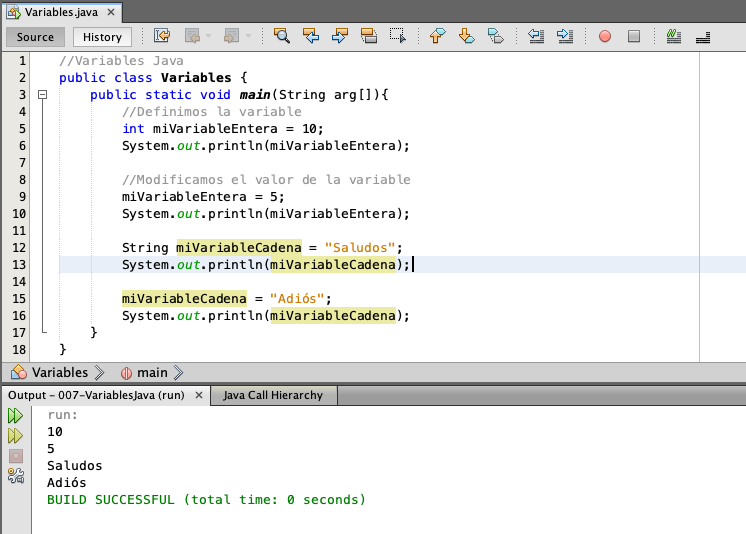 Variables.java
Source History
1 //Variables Java
2 public class Variables {
3     public static void main(String arg[]){
4         //Definimos la variable
5         int miVariableEntera = 10;
6         System.out.println(miVariableEntera);
7
8         //Modificamos el valor de la variable
9         miVariableEntera = 5;
10         System.out.println(miVariableEntera);
11
12         String miVariableCadena = "Saludos";
13         System.out.println(miVariableCadena);
14
15         miVariableCadena = "Adiós";
16         System.out.println(miVariableCadena);
17     }
18 }
Variables main
Output – 007-VariablesJava (run) Java Call Hierarchy
run:
10
5
Saludos
Adiós
BUILD SUCCESSFUL (total time: 0 seconds)